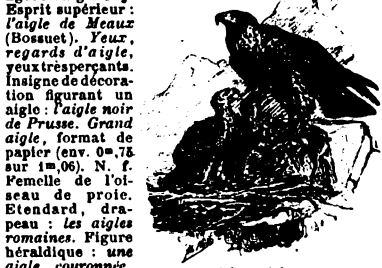 Esprit supérieur :
l'aigle de Meaux
(Bossuet). Yeux,
regards d'aigle,
yeux très perçants.
Insigne de décora-
tion figurant un
aigle : l'aigle noir
de Prusse. Grand
aigle, format de
papier (env. 0m,75
sur 1m,06). N. f.
Femelle de l'oi-
seau de proie.
Etendard, dra-
peau : les aigles
romaines. Figure
héraldique : une
aigle couronnée.